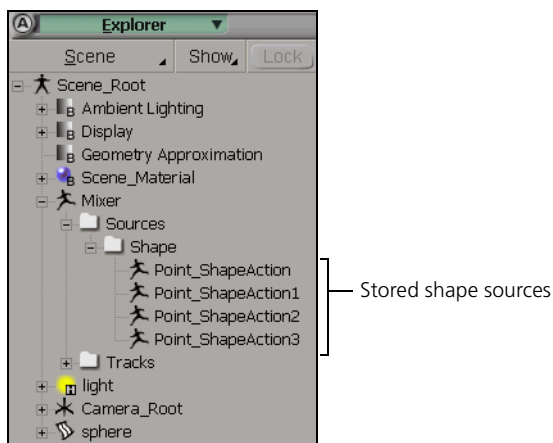 A Explorer
Scene Show Lock
Scene_Root
B Ambient Lighting
B Display
B Geometry Approximation
B Scene_Material
Mixer
Sources
Shape
Point_ShapeAction
Point_ShapeAction1
Point_ShapeAction2
Point_ShapeAction3
Stored shape sources
Tracks
H light
Camera_Root
sphere